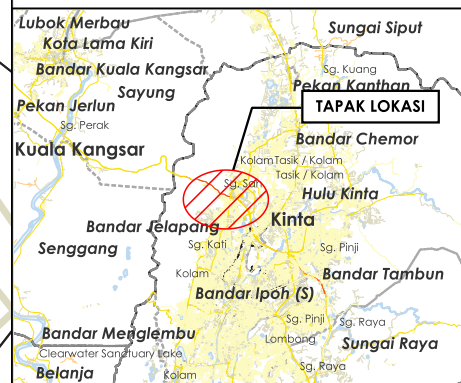 Lubok Merbau
Sungai Siput
Kota Lama Kiri
Bandar Kuala Kangsar
Sg. Kuang
Sayung
Pekan Kanthan
Pekan Jerlun
TAPAK LOKASI
Sg. Perak
Bandar Chemor
Kuala Kangsar
Kolam
Tasik / Kolam
Tasik / Kolam
Hulu Kinta
Bandar Jelapang
Kinta
Senggang
Sg. Kati
Sg. Pinji
Kolam
Bandar Tambun
Bandar Ipoh (S)
Sg. Pinji
Sg. Raya
Bandar Menglembu
Lombong
Sungai Raya
Clearwater Sanctuary Lake
Belanja
Kolam
Sg. Raya